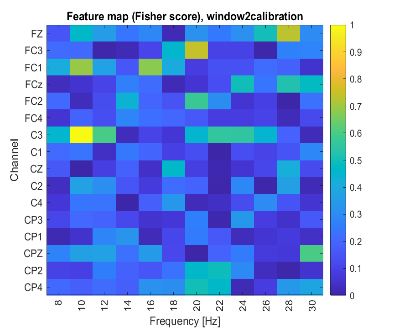 Feature map (Fisher score), window2calibration
Channel
FZ
FC3
FC1
FCz
FC2
FC4
C3
C1
CZ
C2
C4
CP3
CP1
CPZ
CP2
CP4
8 10 12 14 16 18 20 22 24 26 28 30
Frequency [Hz]
1
0.9
0.8
0.7
0.6
0.5
0.4
0.3
0.2
0.1
0